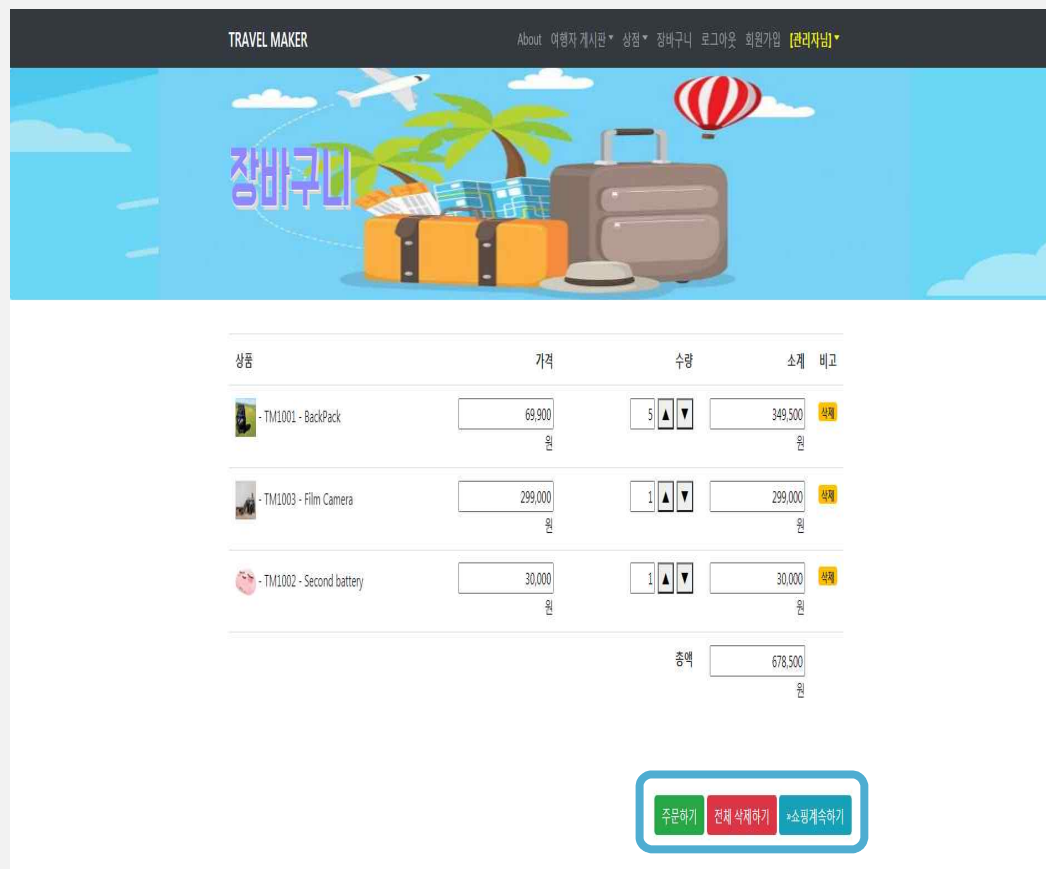 TRAVEL MAKER About 여행자 게시판 상점 장바구니 로그아웃 회원가입 [관리자님]
장바구니
상품 가격 수량 소계 비고
- TM1001 - BackPack 69,900 5 ▲ ▼ 349,500 삭제
원 원
- TM1003 - Film Camera 299,000 1 ▲ ▼ 299,000 삭제
원 원
- TM1002 - Second battery 30,000 1 ▲ ▼ 30,000 삭제
원 원
총액 678,500
원
주문하기 전체 삭제하기 »쇼핑계속하기